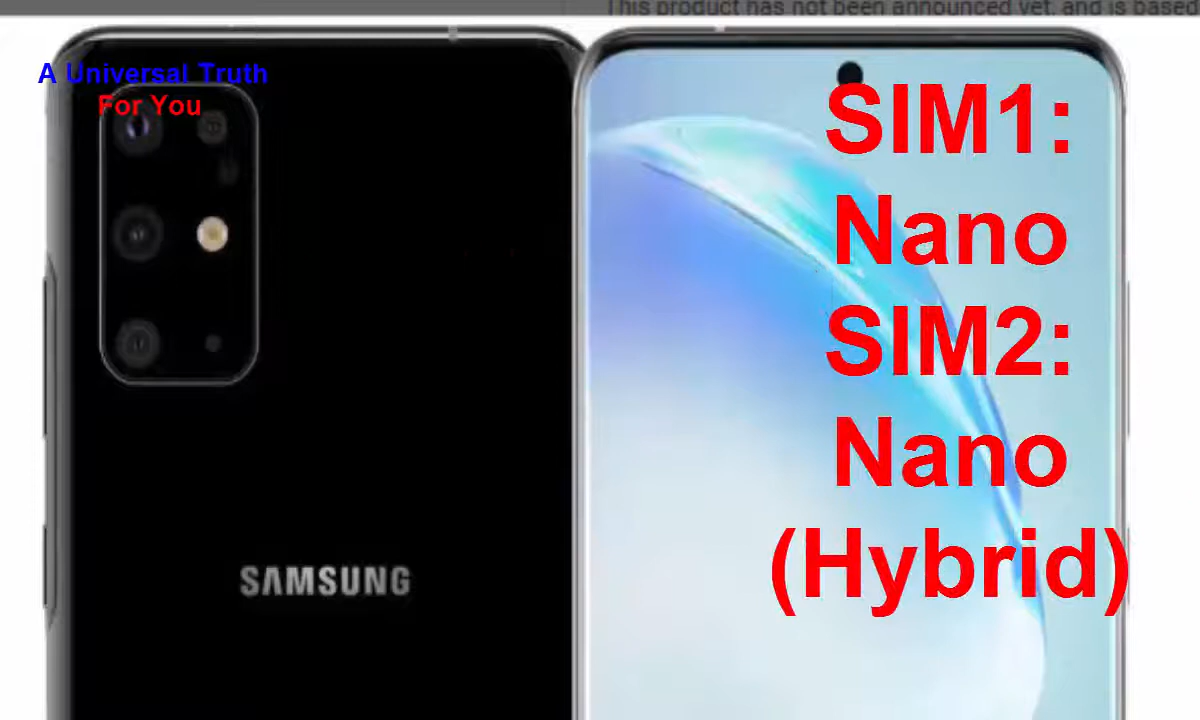 This product has not been announced yet, and is based
A Universal Truth
For You
SIM1:
Nano
SIM2:
Nano
(Hybrid)
SAMSUNG